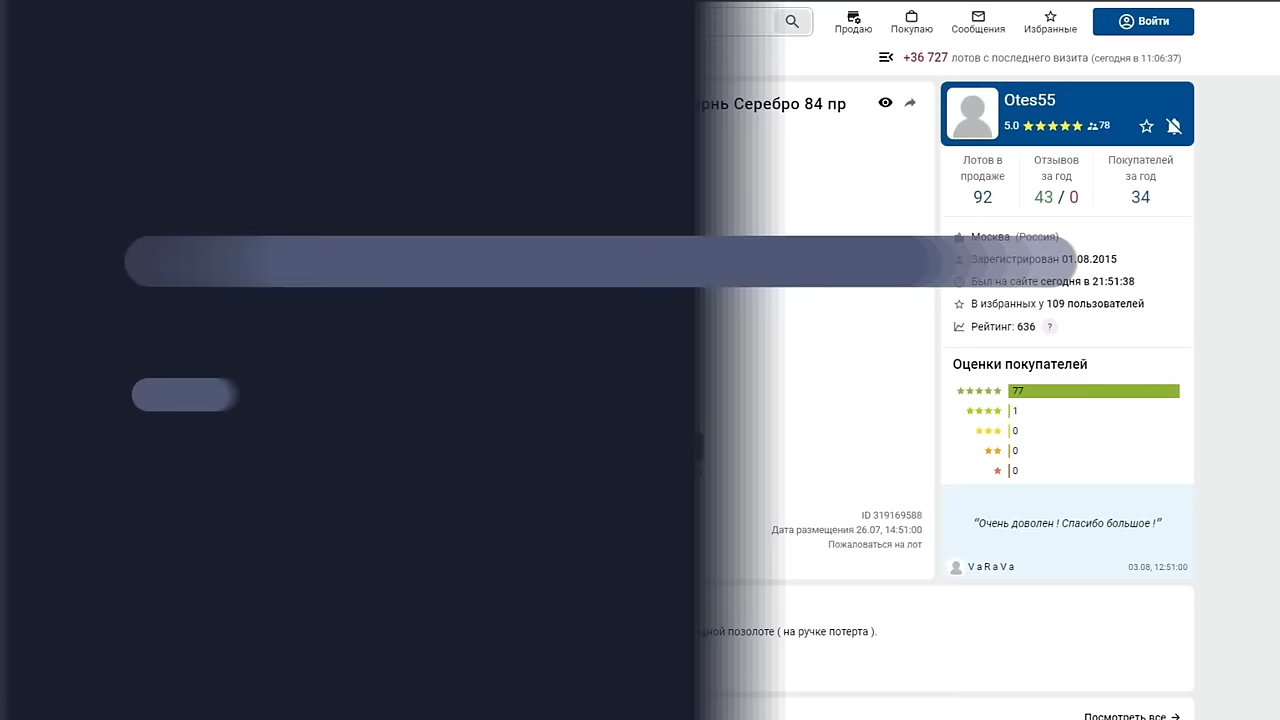 Продаю
Покупаю
Сообщения
Избранные
Войти
+36 727 лотов с последнего визита (сегодня в 11:06:37)
Серебро 84 пр
Otes55
5.0
78
Лотов в продаже
92
Отзывов за год
43 / 0
Покупателей за год
34
Москва (Россия)
Зарегистрирован 01.08.2015
Был на сайте сегодня в 21:51:38
В избранных у 109 пользователей
Рейтинг: 636 ?
Оценки покупателей
77
1
0
0
0
ID 319169588
Дата размещения 26.07, 14:51:00
Пожаловаться на лот
“Очень доволен ! Спасибо большое !”
V a R a V a
03.08, 12:51:00
позолоте ( на ручке потерта ).
Посмотреть все